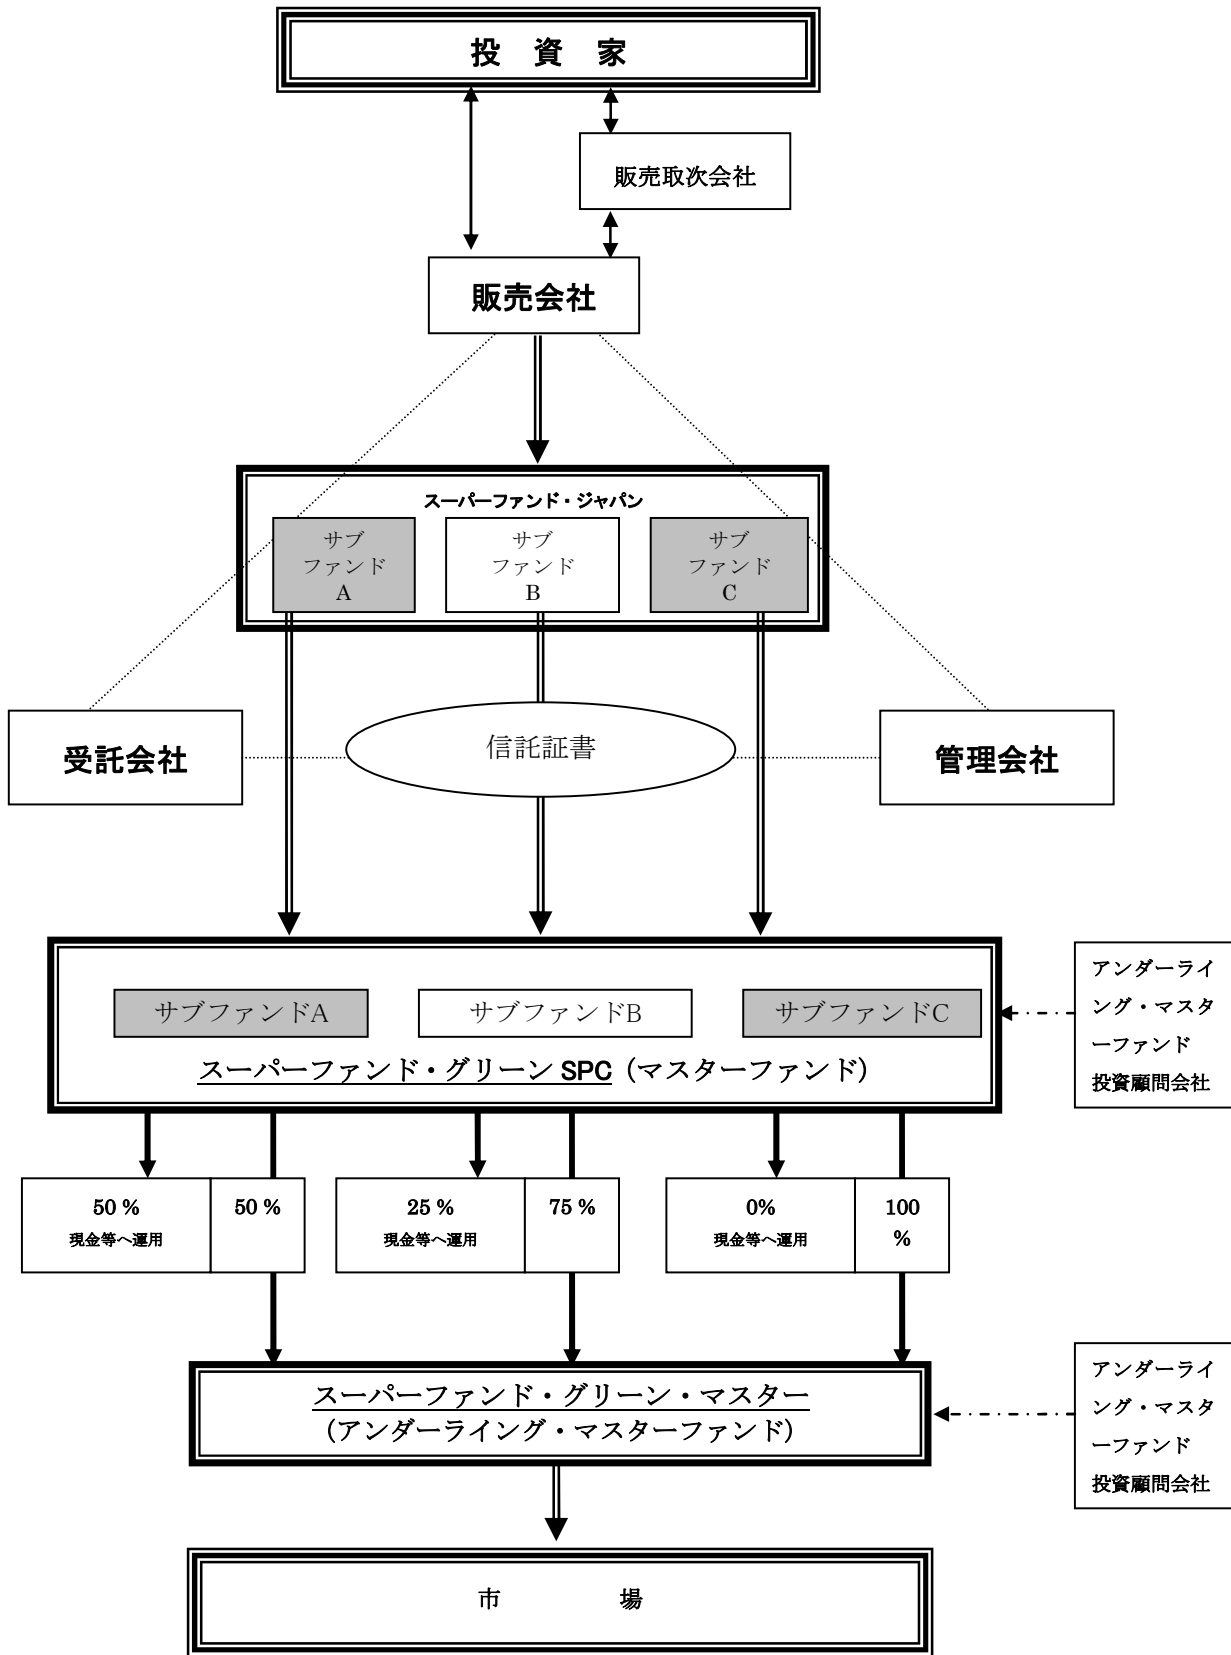 投 資 家
販売取次会社
販売会社
スーパーファンド・ジャパン
サブ
ファンド
A
サブ
ファンド
B
サブ
ファンド
C
受託会社
信託証書
管理会社
サブファンドA
サブファンドB
サブファンドC
スーパーファンド・グリーン SPC（マスターファンド）
アンダーライ
ング・マスタ
ーファンド
投資顧問会社
50 %
現金等へ運用
50 %
25 %
現金等へ運用
75 %
0%
現金等へ運用
100
%
スーパーファンド・グリーン・マスター
（アンダーライング・マスターファンド）
アンダーライ
ング・マスタ
ーファンド
投資顧問会社
市 場